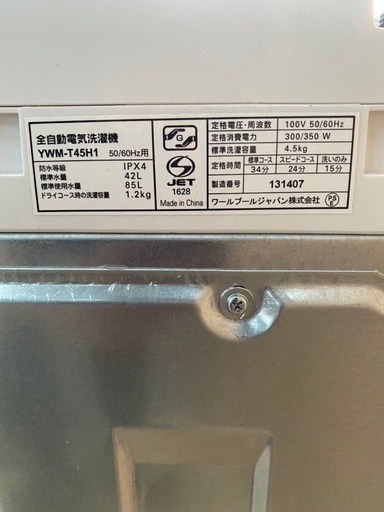 全自動電気洗濯機
YWM-T45H1 50/60Hz用
防水等級 IPX4
標準水量 42L
標準使用水量 85L
ドライコース時の洗濯容量 1.2kg
G
S
JET
1628
Made in China
定格電圧・周波数 100V 50/60Hz
定格消費電力 300/350 W
標準洗濯容量 4.5kg
定格時間 標準コース スピードコース 洗いのみ
34分 24分 15分
製造番号 131407
ワールプールジャパン株式会社
PS
E